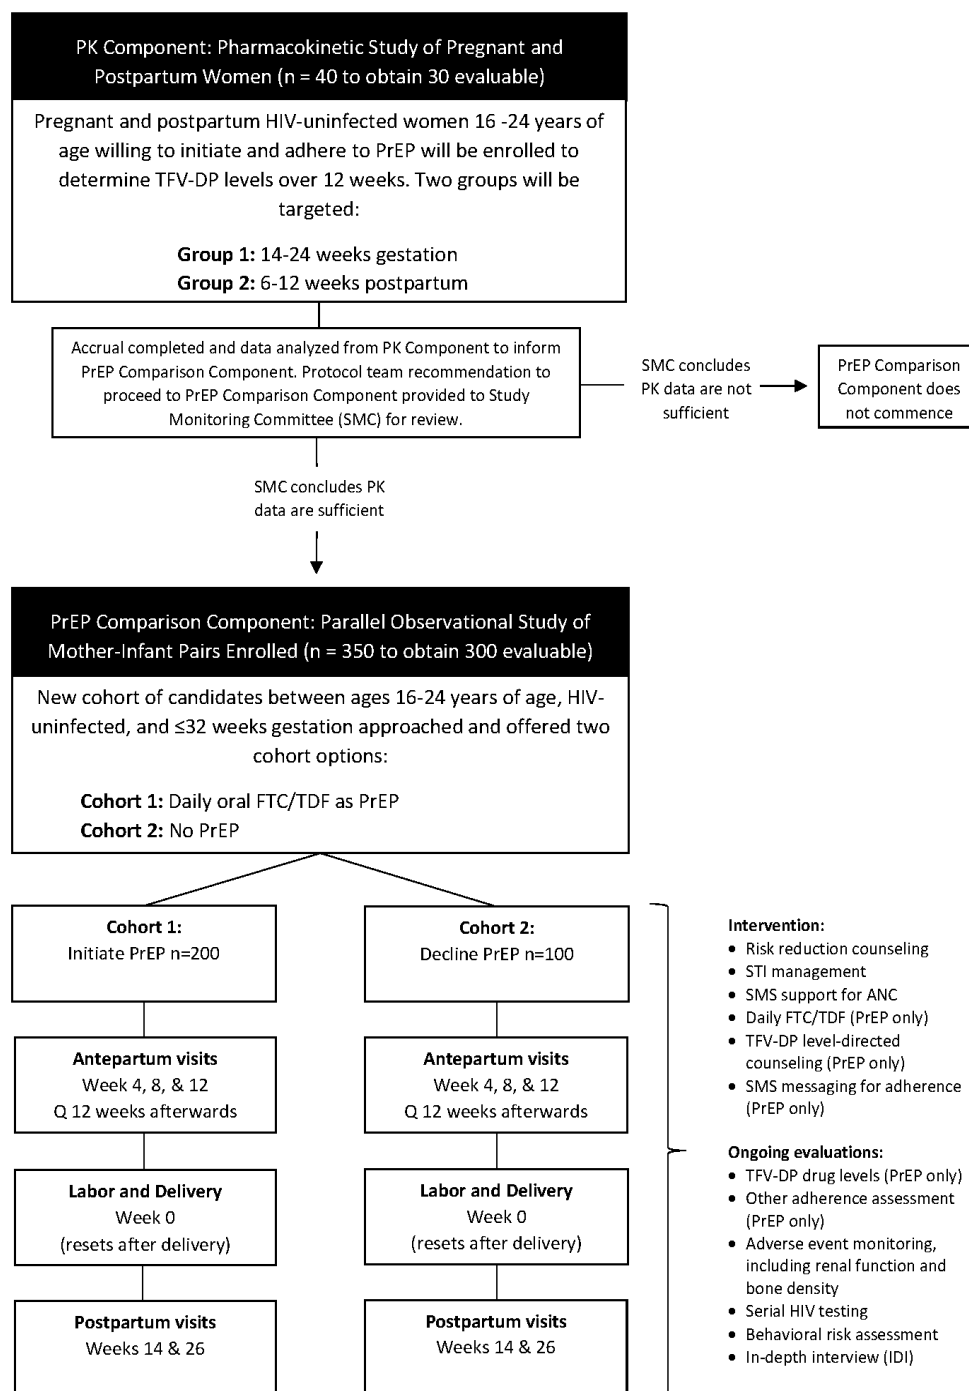 PK Component: Pharmacokinetic Study of Pregnant and
Postpartum Women (n = 40 to obtain 30 evaluable)
Pregnant and postpartum HIV-uninfected women 16 -24 years of
age willing to initiate and adhere to PrEP will be enrolled to
determine TFV-DP levels over 12 weeks. Two groups will be
targeted:
Group 1: 14-24 weeks gestation
Group 2: 6-12 weeks postpartum
Accrual completed and data analyzed from PK Component to inform
PrEP Comparison Component. Protocol team recommendation to
proceed to PrEP Comparison Component provided to Study
Monitoring Committee (SMC) for review.
SMC concludes
PK data are not
sufficient
PrEP Comparison
Component does
not commence
SMC concludes PK
data are sufficient
PrEP Comparison Component: Parallel Observational Study of
Mother-Infant Pairs Enrolled (n = 350 to obtain 300 evaluable)
New cohort of candidates between ages 16-24 years of age, HIV-
uninfected, and ≤32 weeks gestation approached and offered two
cohort options:
Cohort 1: Daily oral FTC/TDF as PrEP
Cohort 2: No PrEP
Cohort 1:
Initiate PrEP n=200
Antepartum visits
Week 4, 8, & 12
Q 12 weeks afterwards
Labor and Delivery
Week 0
(resets after delivery)
Postpartum visits
Weeks 14 & 26
Cohort 2:
Decline PrEP n=100
Antepartum visits
Week 4, 8, & 12
Q 12 weeks afterwards
Labor and Delivery
Week 0
(resets after delivery)
Postpartum visits
Weeks 14 & 26
Intervention:
• Risk reduction counseling
• STI management
• SMS support for ANC
• Daily FTC/TDF (PrEP only)
• TFV-DP level-directed
counseling (PrEP only)
• SMS messaging for adherence
(PrEP only)
Ongoing evaluations:
• TFV-DP drug levels (PrEP only)
• Other adherence assessment
(PrEP only)
• Adverse event monitoring,
including renal function and
bone density
• Serial HIV testing
• Behavioral risk assessment
• In-depth interview (IDI)